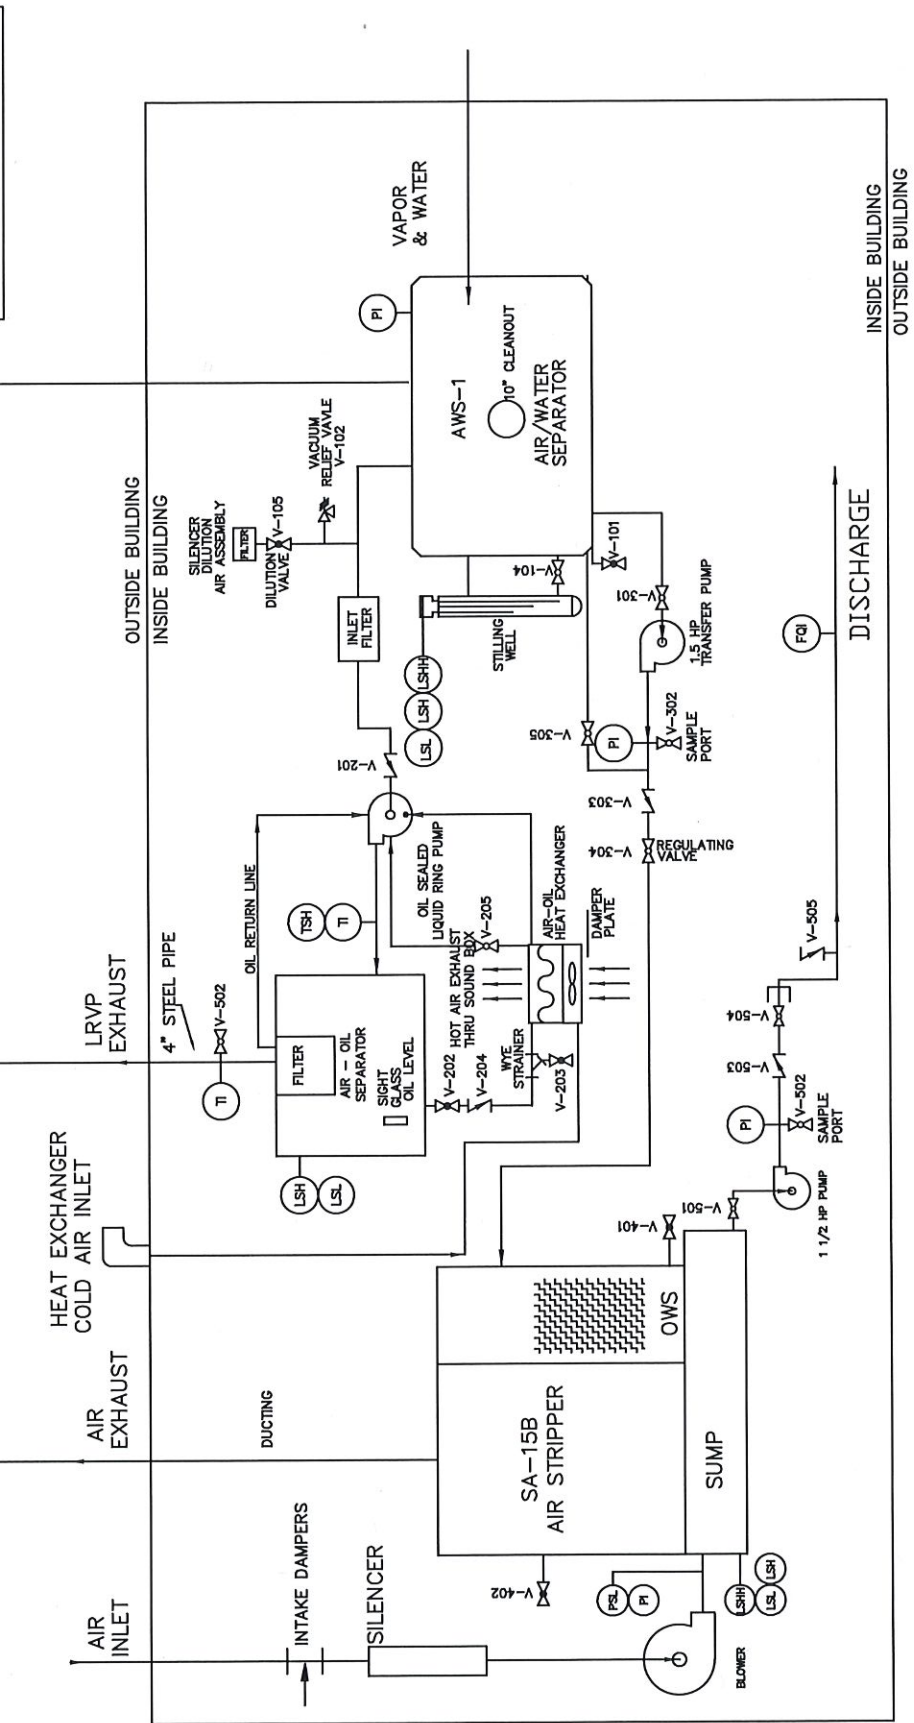 AIR
INLET
AIR
EXHAUST
HEAT EXCHANGER
COLD AIR INLET
LRVP
EXHAUST
4" STEEL PIPE
OUTSIDE BUILDING
INSIDE BUILDING
INTAKE DAMPERS
SILENCER
DUCTING
TI
V-502
OIL RETURN LINE
SILENCER
DILUTION
AIR ASSEMBLY
FILTER
DILUTION
VALVE
V-105
VACUUM
RELIEF VAVLE
V-102
PI
VAPOR
& WATER
LSH
LSL
FILTER
AIR - OIL
SEPARATOR
SIGHT
GLASS
OIL LEVEL
TSH
TI
V-201
INLET
FILTER
LSL
LSH
LSHH
AWS-1
10" CLEANOUT
AIR/WATER
SEPARATOR
OIL SEALED
LIQUID RING PUMP
V-202
V-204
HOT AIR EXHAUST
THRU SOUND BOX
V-205
STILLING
WELL
V-104
WYE
STRAINER
V-203
AIR-OIL
HEAT EXCHANGER
DAMPER
PLATE
V-305
V-101
V-301
1.5 HP
TRANSFER PUMP
PI
V-302
SAMPLE
PORT
V-303
V-304
REGULATING
VALVE
SA-15B
AIR STRIPPER
OWS
V-401
V-402
PSL
PI
SUMP
LSHH
LSL
LSH
BLOWER
V-501
1 1/2 HP PUMP
PI
V-502
SAMPLE
PORT
V-503
V-504
V-505
FQI
DISCHARGE
INSIDE BUILDING
OUTSIDE BUILDING